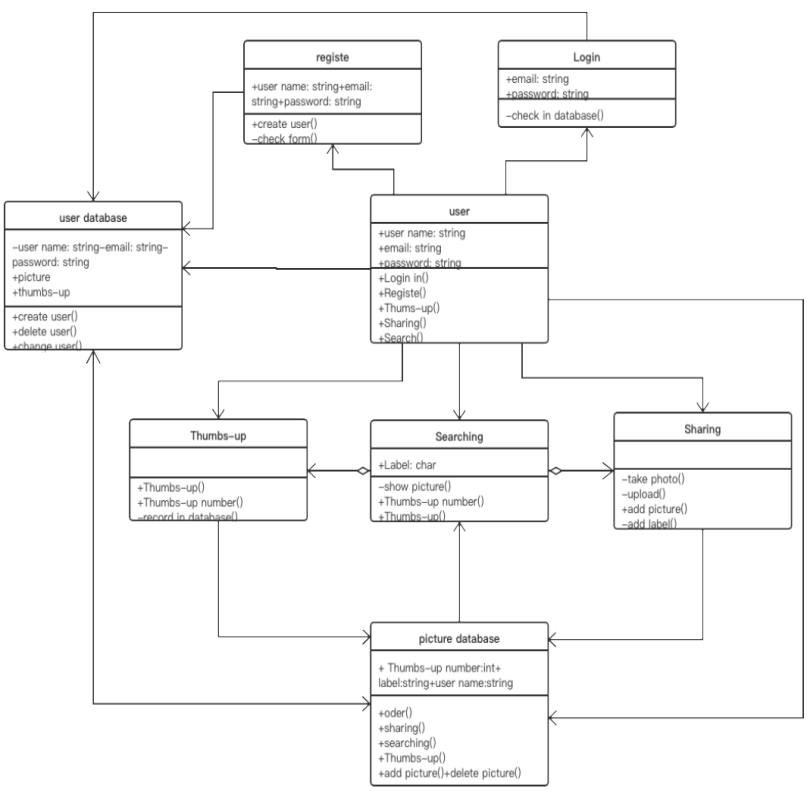 registe
+user name: string+email:
string+password: string
+create user()
-check form()
Login
+email: string
+password: string
-check in database()
user database
-user name: string-email: string-
password: string
+picture
+thumbs-up
+create user()
+delete user()
+change user()
user
+user name: string
+email: string
+password: string
+Login in()
+Registe()
+Thums-up()
+Sharing()
+Search()
Thumbs-up
+Thumbs-up()
+Thumbs-up number()
-record in database()
Searching
+Label: char
-show picture()
+Thumbs-up number()
+Thumbs-up()
Sharing
-take photo()
-upload()
+add picture()
-add label()
picture database
+ Thumbs-up number:int+
label:string+user name:string
+oder()
+sharing()
+searching()
+Thumbs-up()
+add picture()+delete picture()